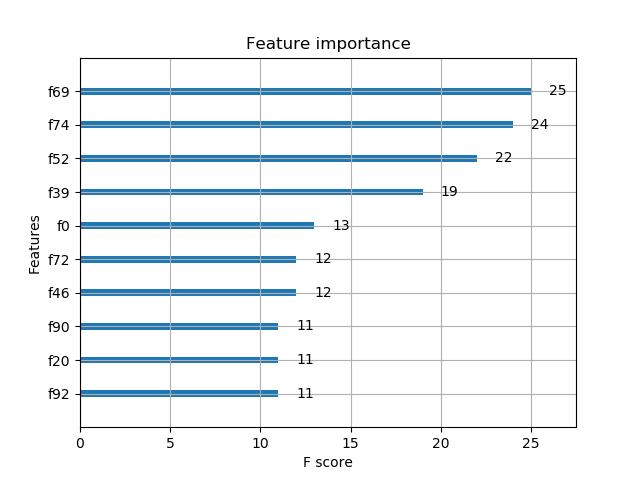 Feature importance
f69 25
f74 24
f52 22
f39 19
f0 13
f72 12
f46 12
f90 11
f20 11
f92 11
Features
0 5 10 15 20 25
F score